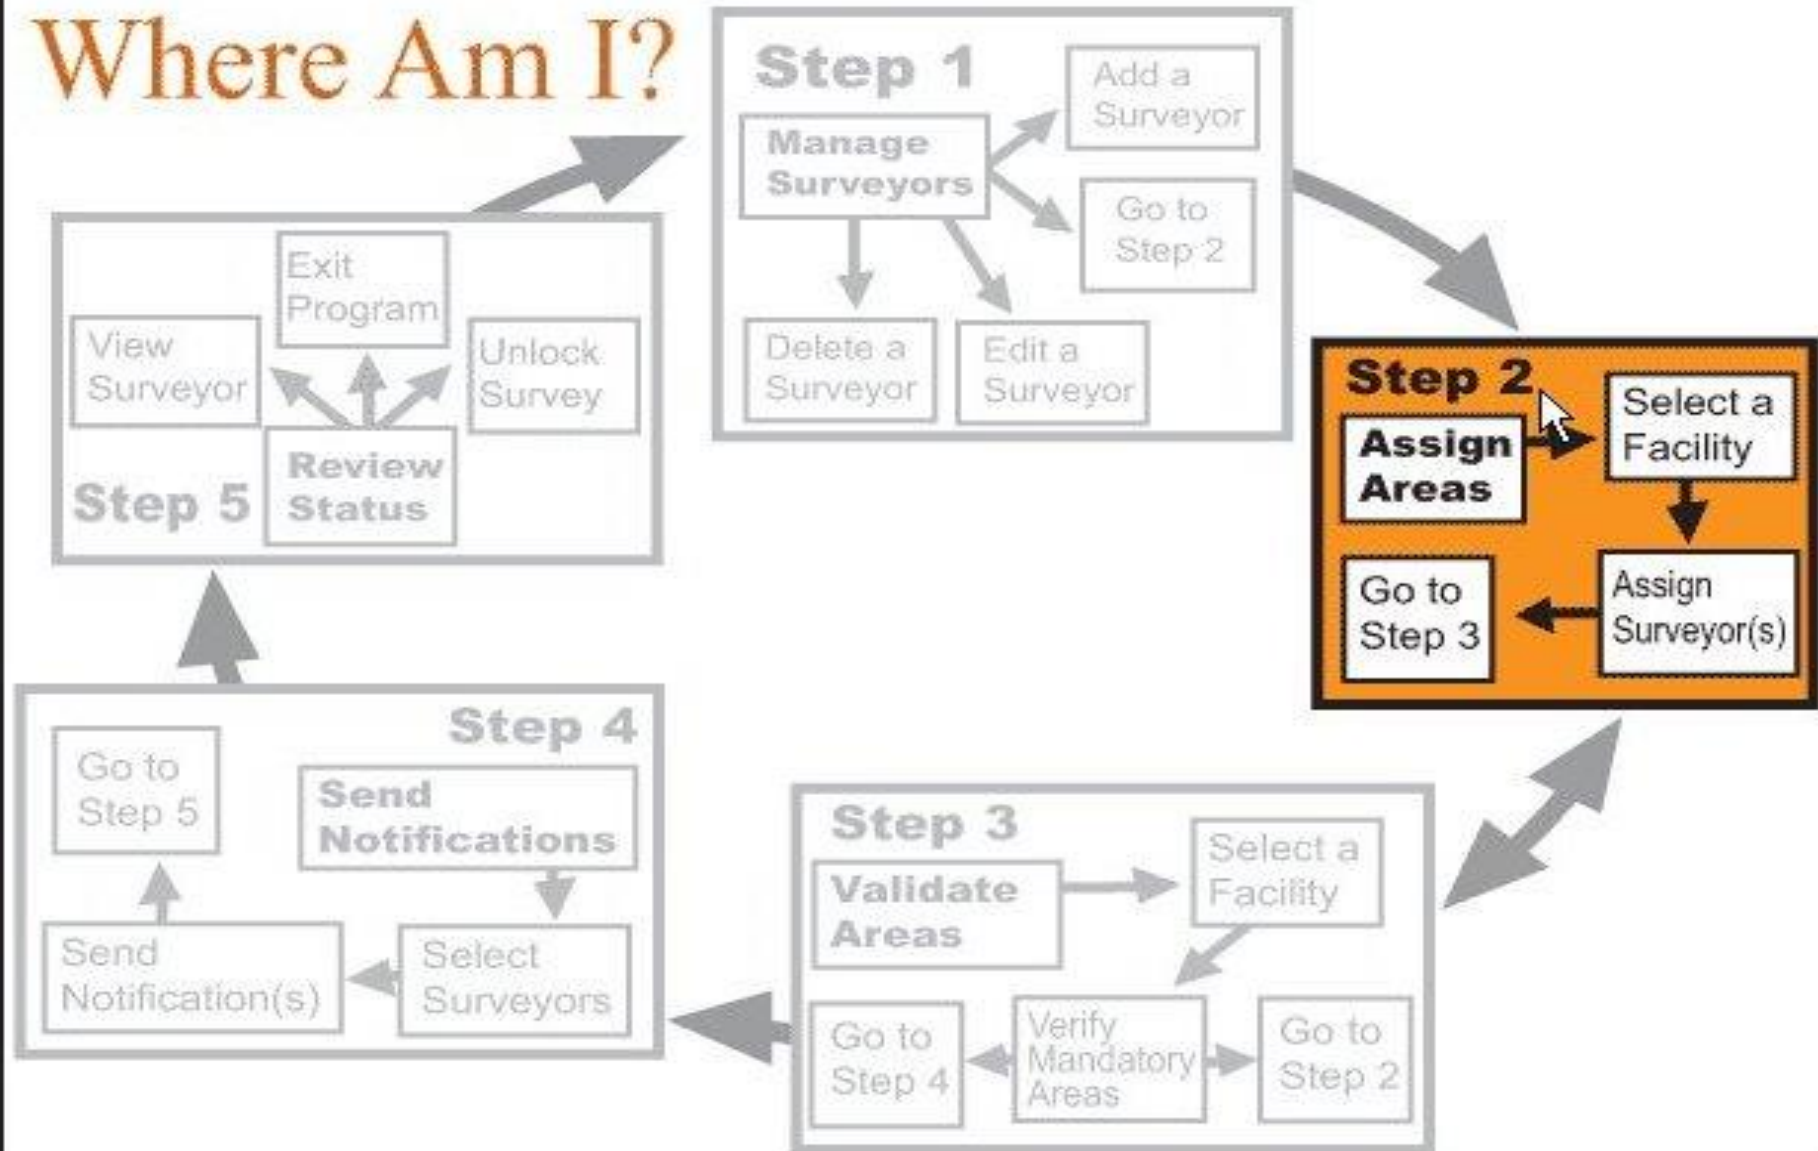 Where Am I?
Step 1
Manage
Surveyors
Add a
Surveyor
Go to
Step 2
Delete a
Surveyor
Edit a
Surveyor
Step 2
Assign
Areas
Select a
Facility
Assign
Surveyor(s)
Go to
Step 3
Step 3
Validate
Areas
Select a
Facility
Verify
Mandatory
Areas
Go to
Step 4
Go to
Step 2
Step 4
Send
Notifications
Select
Surveyors
Send
Notification(s)
Go to
Step 5
Step 5
Review
Status
View
Surveyor
Exit
Program
Unlock
Survey